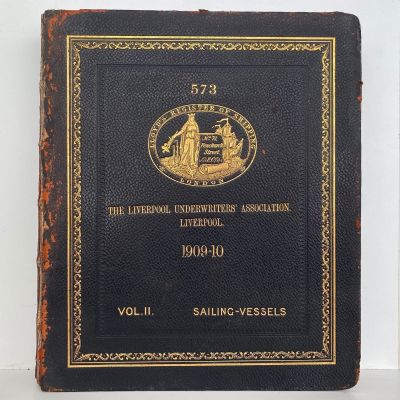 573
LLOYD'S REGISTER OF SHIPPING
No. 71,
Fenchurch
Street.
LONDON
THE LIVERPOOL UNDERWRITERS' ASSOCIATION.
LIVERPOOL.
1909-10
VOL. II. SAILING-VESSELS